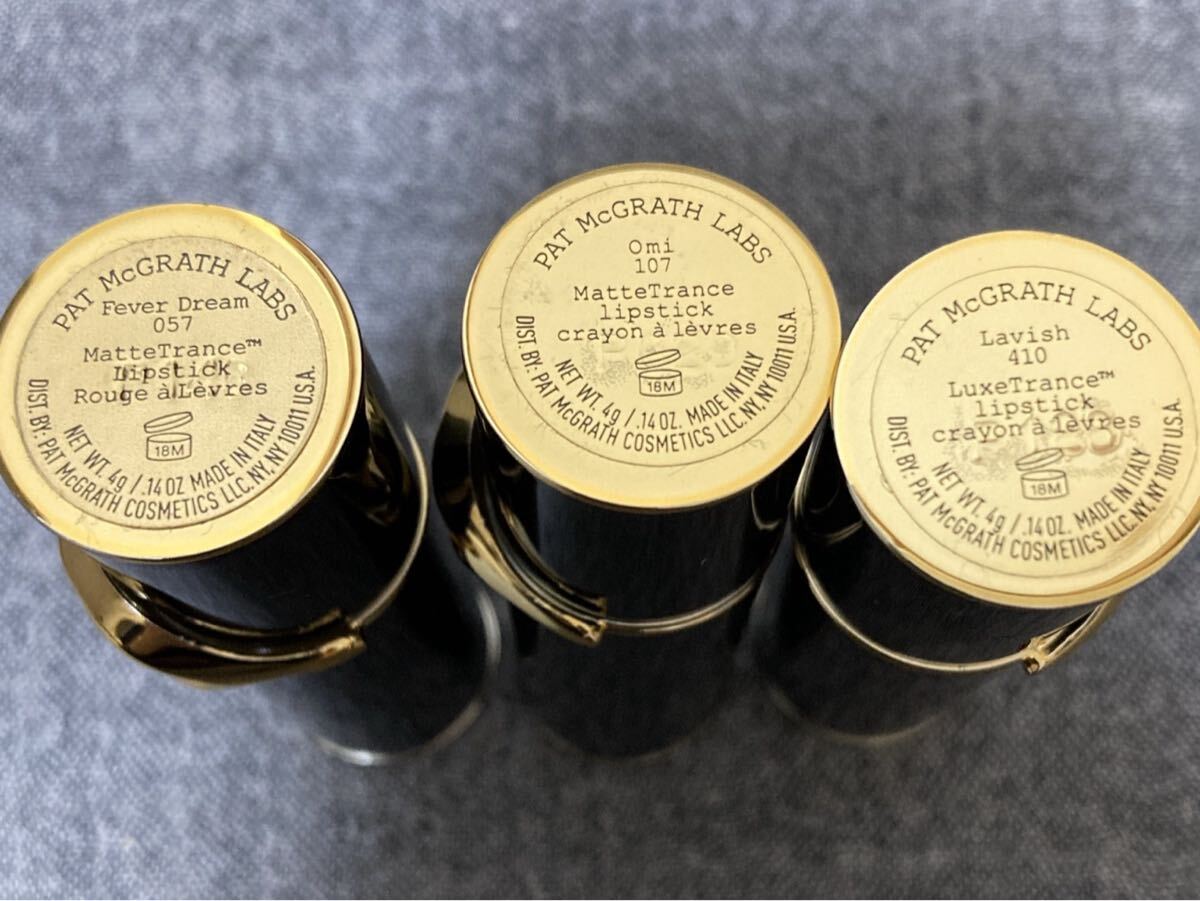 PAT McGRATH LABS
Fever Dream
057
MatteTrance™
Lipstick
Rouge à Lèvres
18M
NET WT. 4g / .14 OZ MADE IN ITALY
DIST. BY: PAT McGRATH COSMETICS LLC. NY, NY 10011 U.S.A.
PAT McGRATH LABS
Omi
107
MatteTrance
lipstick
crayon à lèvres
18M
NET WT. 4g / .14 OZ. MADE IN ITALY
DIST. BY: PAT McGRATH COSMETICS LLC. NY, NY 10011 U.S.A.
PAT McGRATH LABS
Lavish
410
LuxeTrance™
lipstick
crayon à lèvres
18M
NET WT. 4g / .14 OZ. MADE IN ITALY
DIST. BY: PAT McGRATH COSMETICS LLC. NY, NY 10011 U.S.A.